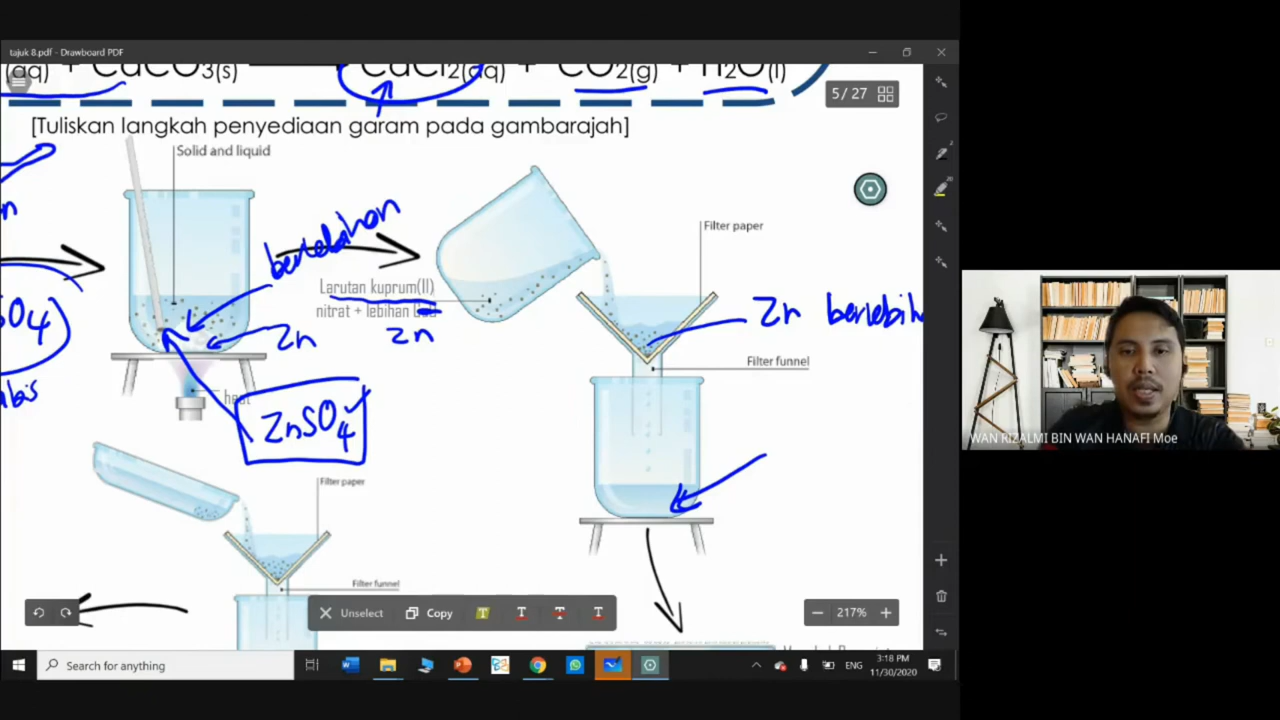 tajuk 8.pdf - Drawboard PDF
(aq) + CaCO3(s) CaCl2(aq) + CO2(g) + H2O(l)
5 / 27
[Tuliskan langkah penyediaan garam pada gambarajah]
Solid and liquid
berlebihan
Filter paper
Larutan kuprum(II)
nitrat + lebihan
Zn
Zn
Zn
Filter funnel
heat
ZnSO4
Filter paper
Filter funnel
Unselect
Copy
217%
WAN RIZALMI BIN WAN HANAFI Moe
Search for anything
ENG
3:18 PM
11/30/2020